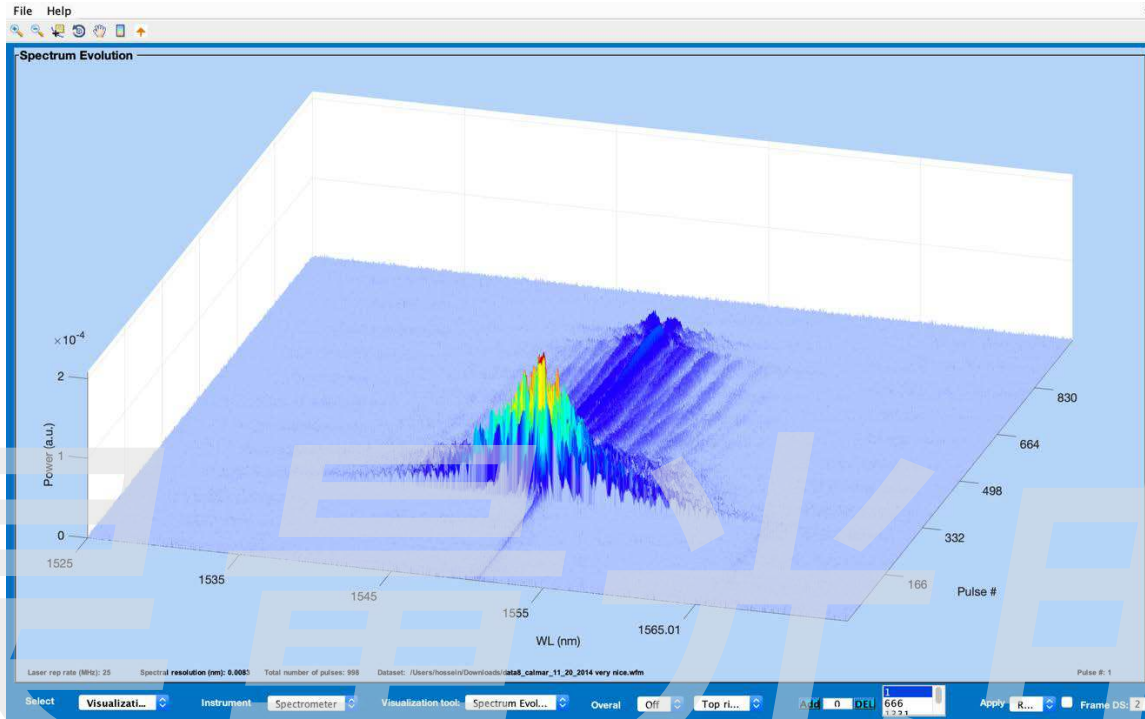 File Help
Spectrum Evolution
×10⁻⁴
2
1
0
Power (a.u.)
1525
1535
1545
1555
1565.01
WL (nm)
830
664
498
332
166
Pulse #
Laser rep rate (MHz): 25 Spectral resolution (nm): 0.0083 Total number of pulses: 998 Dataset: /Users/hossein/Downloads/data8_calmar_11_20_2014 very nice.wfm Pulse #: 1
Select Visualizati... Instrument Spectrometer Visualization tool: Spectrum Evol... Overal Off Top ri... Add 0 DEL 1 Apply R... Frame DS: 2
666
1331